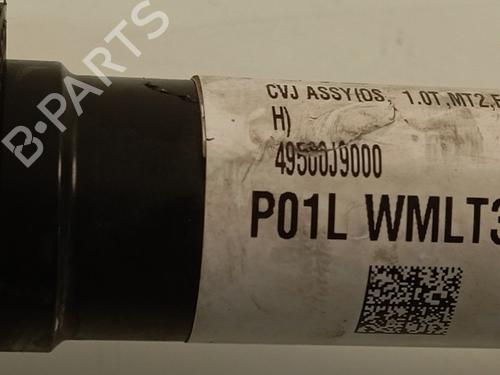 B-PARTS
CVJ ASSY(DS, 1.0T,MT2,E
H)
49500J9000
P01L WMLT3